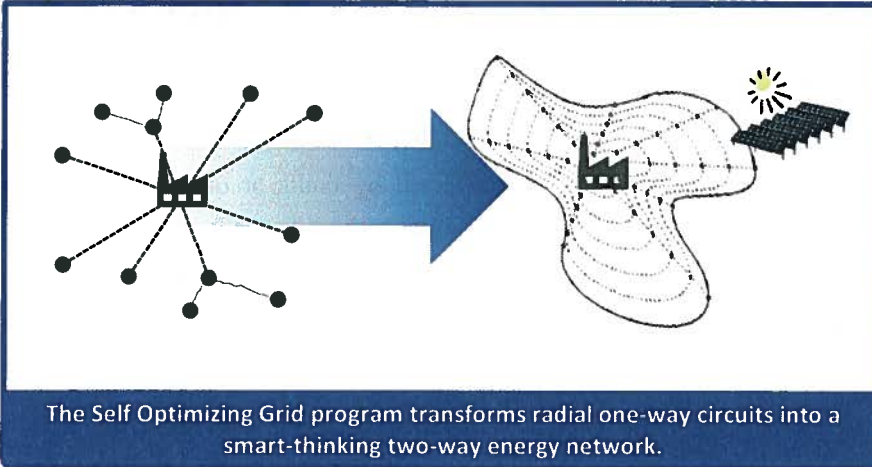 The Self Optimizing Grid program transforms radial one-way circuits into a
smart-thinking two-way energy network.